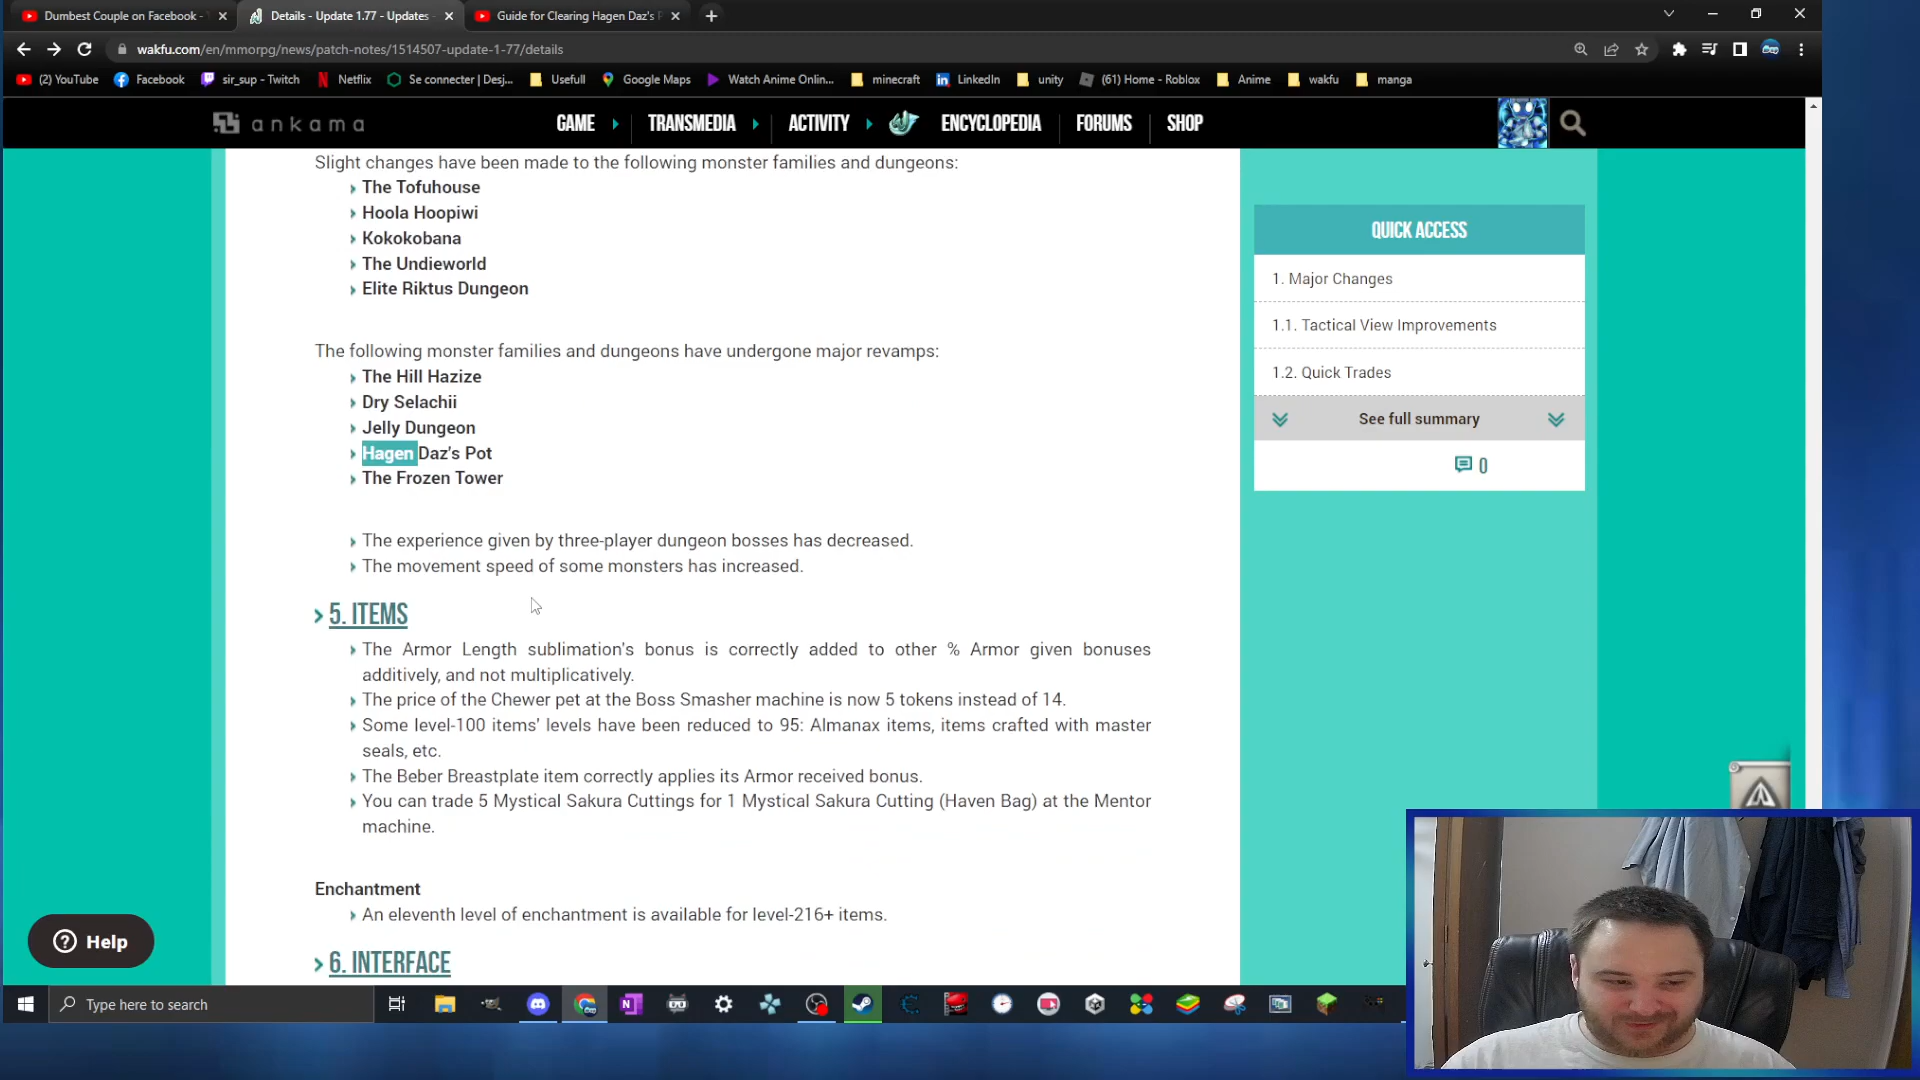 Dumbest Couple on Facebook -
Details - Update 1.77 - Updates -
Guide for Clearing Hagen Daz's P
wakfu.com/en/mmorpg/news/patch-notes/1514507-update-1-77/details
(2) YouTube
Facebook
sir_sup - Twitch
Netflix
Se connecter | Desj...
Usefull
Google Maps
Watch Anime Onlin...
minecraft
LinkedIn
unity
(61) Home - Roblox
Anime
wakfu
manga
ankama
GAME
TRANSMEDIA
ACTIVITY
ENCYCLOPEDIA
FORUMS
SHOP
Slight changes have been made to the following monster families and dungeons:
The Tofuhouse
Hoola Hoopiwi
Kokokobana
The Undieworld
Elite Riktus Dungeon
The following monster families and dungeons have undergone major revamps:
The Hill Hazize
Dry Selachii
Jelly Dungeon
Hagen Daz's Pot
The Frozen Tower
The experience given by three-player dungeon bosses has decreased.
The movement speed of some monsters has increased.
5. ITEMS
The Armor Length sublimation's bonus is correctly added to other % Armor given bonuses
additively, and not multiplicatively.
The price of the Chewer pet at the Boss Smasher machine is now 5 tokens instead of 14.
Some level-100 items' levels have been reduced to 95: Almanax items, items crafted with master
seals, etc.
The Beber Breastplate item correctly applies its Armor received bonus.
You can trade 5 Mystical Sakura Cuttings for 1 Mystical Sakura Cutting (Haven Bag) at the Mentor
machine.
Enchantment
An eleventh level of enchantment is available for level-216+ items.
6. INTERFACE
QUICK ACCESS
1. Major Changes
1.1. Tactical View Improvements
1.2. Quick Trades
See full summary
0
Help
Type here to search